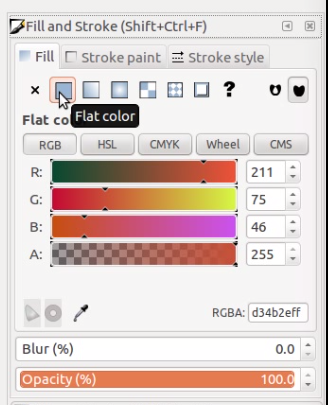 Fill and Stroke (Shift+Ctrl+F)
Fill Stroke paint Stroke style
?
Flat color
Flat co
RGB HSL CMYK Wheel CMS
R: 211
G: 75
B: 46
A: 255
RGBA: d34b2eff
Blur (%) 0.0
Opacity (%) 100.0